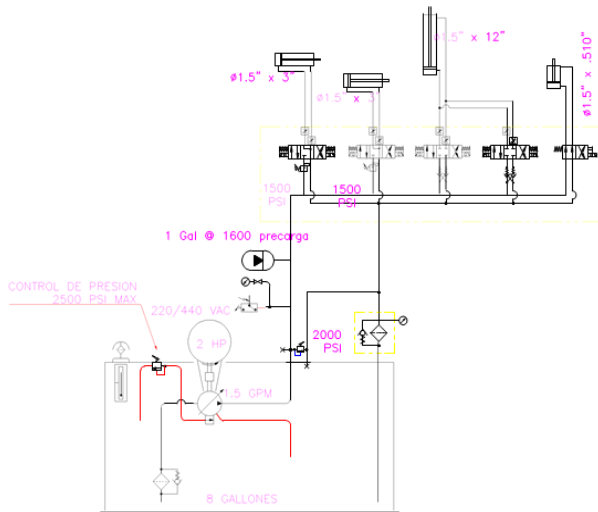 ø1.5" x 12"
ø1.5" x 3"
ø1.5" x 3"
ø1.5" x .510"
1500
PSI
1500
PSI
1 Gal @ 1600 precarga
CONTROL DE PRESION
2500 PSI MAX
220/440 VAC
2 HP
2000
PSI
1.5 GPM
8 GALLONES